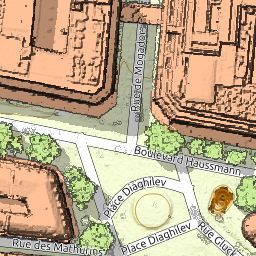 Rue de Mogador
Boulevard Haussmann
Place Diaghilev
Rue Gluck
Rue des Mathurins
Place Diaghilev